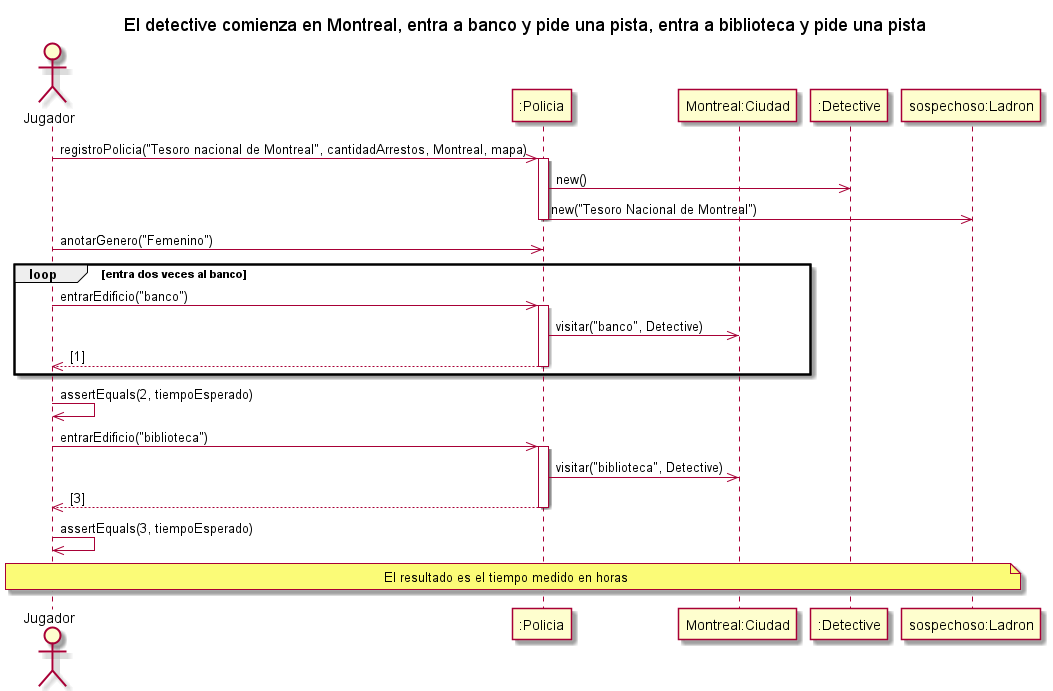 El detective comienza en Montreal, entra a banco y pide una pista, entra a biblioteca y pide una pista
Jugador
:Policia
Montreal:Ciudad
:Detective
sospechoso:Ladron
registroPolicia("Tesoro nacional de Montreal", cantidadArrestos, Montreal, mapa)
new()
new("Tesoro Nacional de Montreal")
anotarGenero("Femenino")
loop
[entra dos veces al banco]
entrarEdificio("banco")
visitar("banco", Detective)
[1]
assertEquals(2, tiempoEsperado)
entrarEdificio("biblioteca")
visitar("biblioteca", Detective)
[3]
assertEquals(3, tiempoEsperado)
El resultado es el tiempo medido en horas
Jugador
:Policia
Montreal:Ciudad
:Detective
sospechoso:Ladron